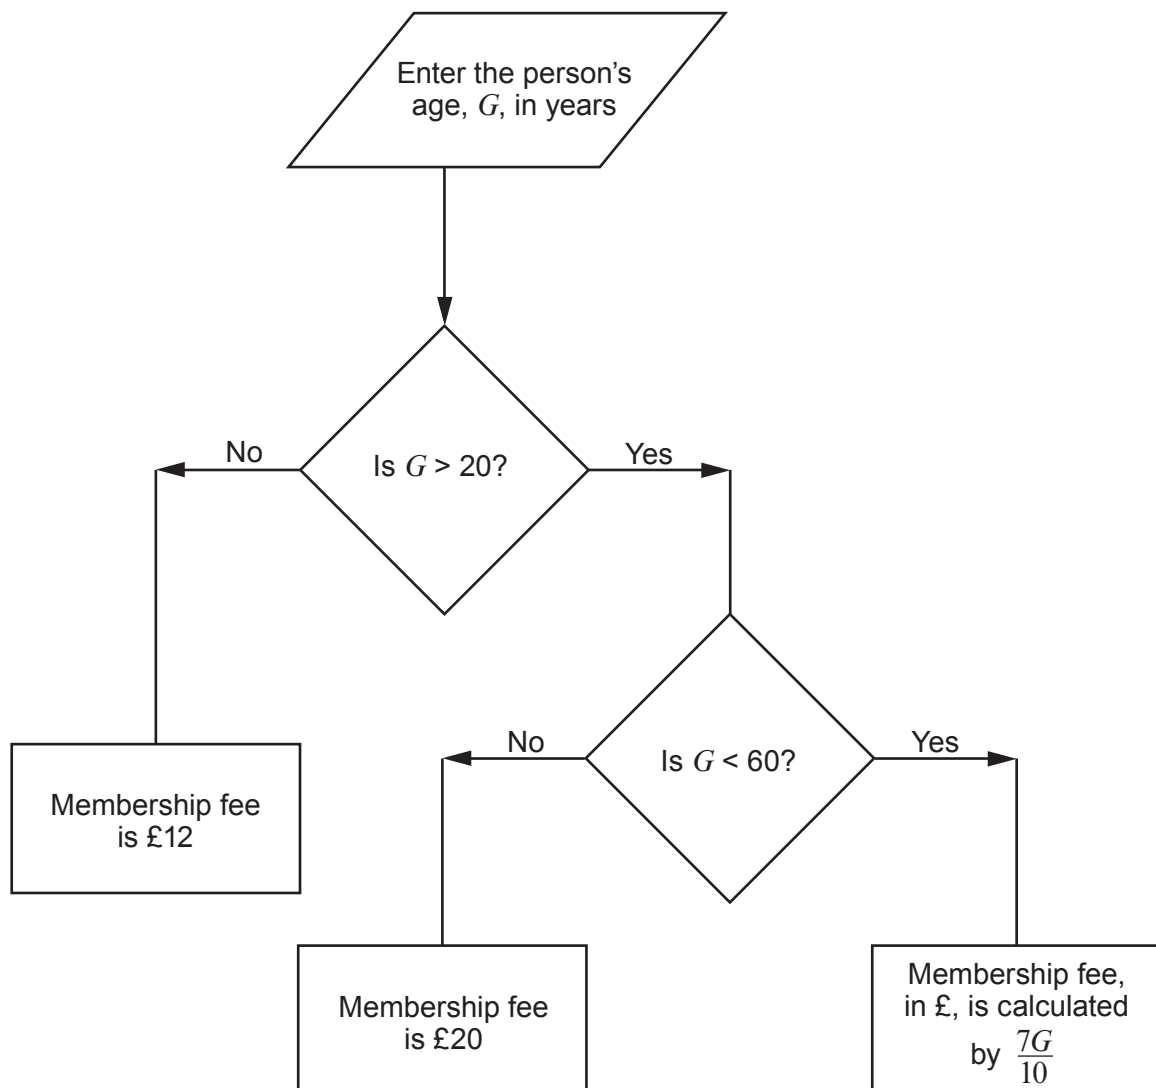 Enter the person's
age, G, in years
Is G > 20?
No
Yes
Is G < 60?
No
Yes
Membership fee
is £12
Membership fee
is £20
Membership fee,
in £, is calculated
by 7G/10